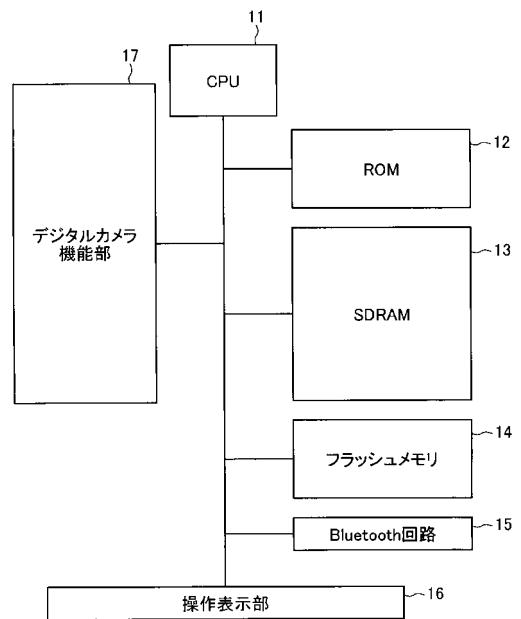 11
CPU
17
デジタルカメラ
機能部
12
ROM
13
SDRAM
14
フラッシュメモリ
15
Bluetooth回路
16
操作表示部